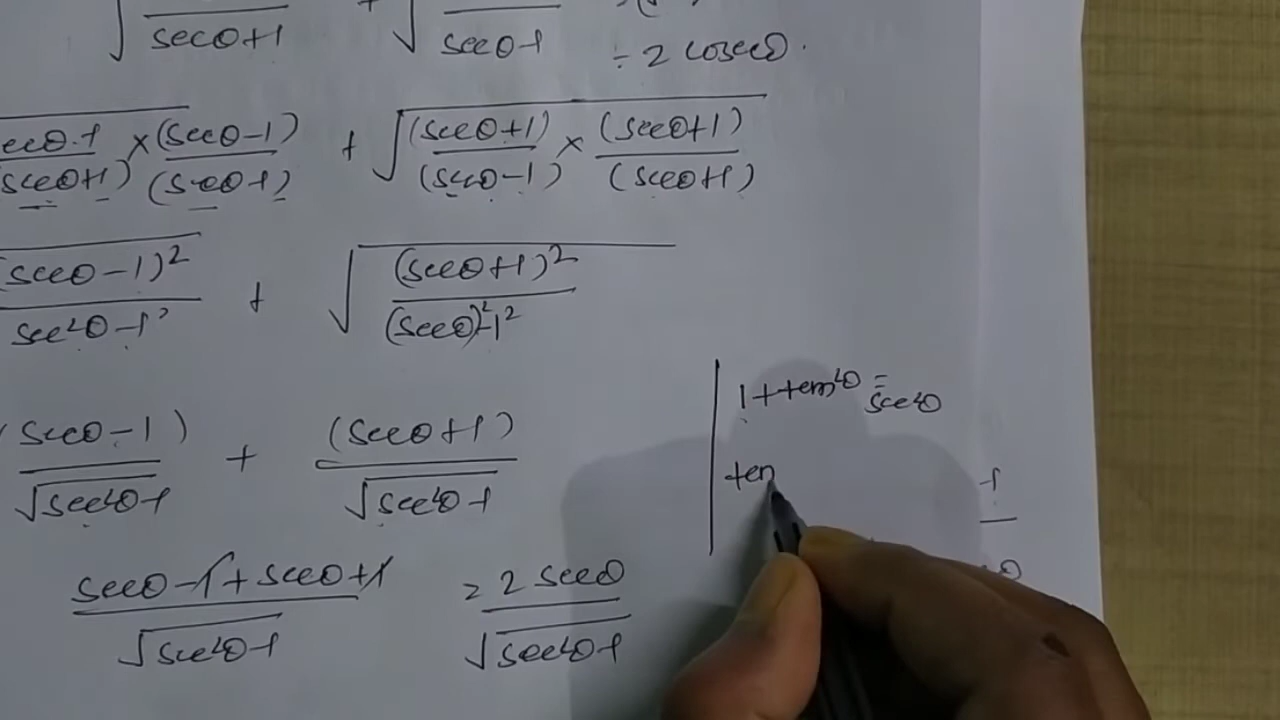 √ secθ+1 + √ secθ-1
= 2 cosecθ.
secθ-1/(secθ+1) × (secθ-1)/(secθ-1) + √(secθ+1)/(secθ-1) × (secθ+1)/(secθ+1)
(secθ-1)²/sec²θ-1² + √(secθ+1)²/(secθ)²-1²
(secθ-1)/√sec²θ-1 + (secθ+1)/√sec²θ-1
secθ-1+secθ+1/√sec²θ-1 = 2 secθ/√sec²θ-1
1+tan²θ = sec²θ
tan